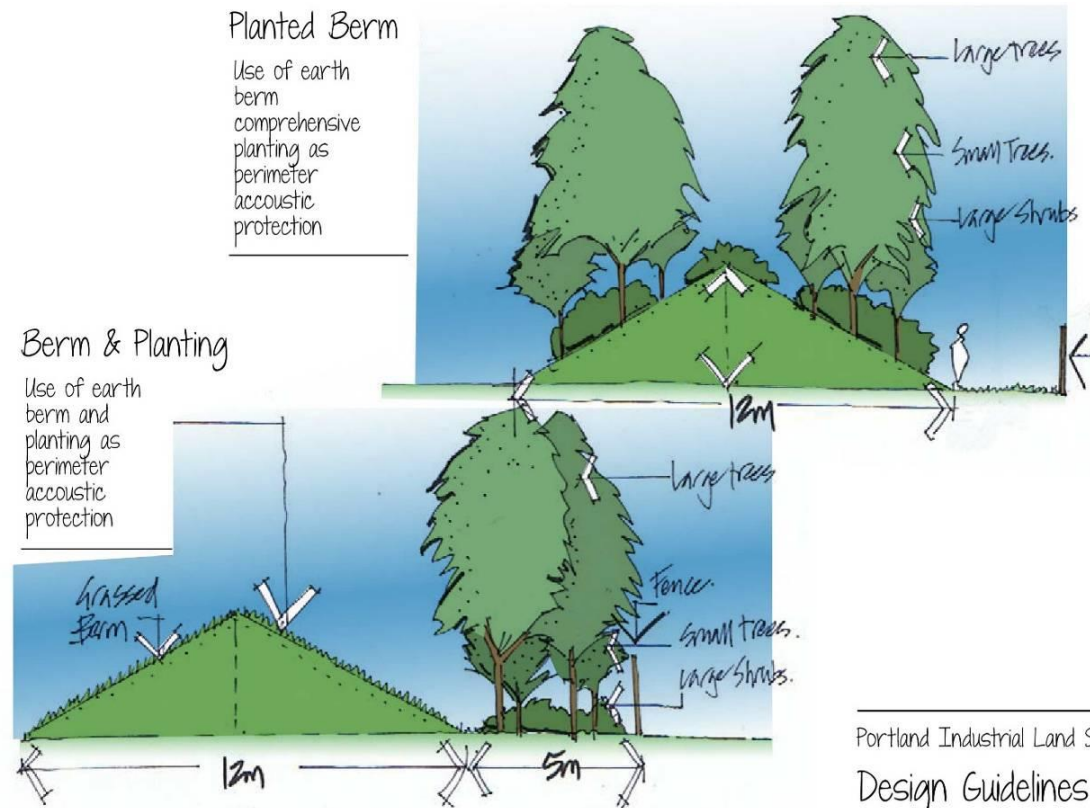 Planted Berm
Use of earth
berm
comprehensive
planting as
perimeter
accoustic
protection
Large trees
Small Trees.
Large Shrubs
12m
Berm & Planting
Use of earth
berm and
planting as
perimeter
accoustic
protection
Grassed
Berm
Large trees
Fence.
Small trees.
Large Shrubs.
12m
5m
Portland Industrial Land S
Design Guidelines